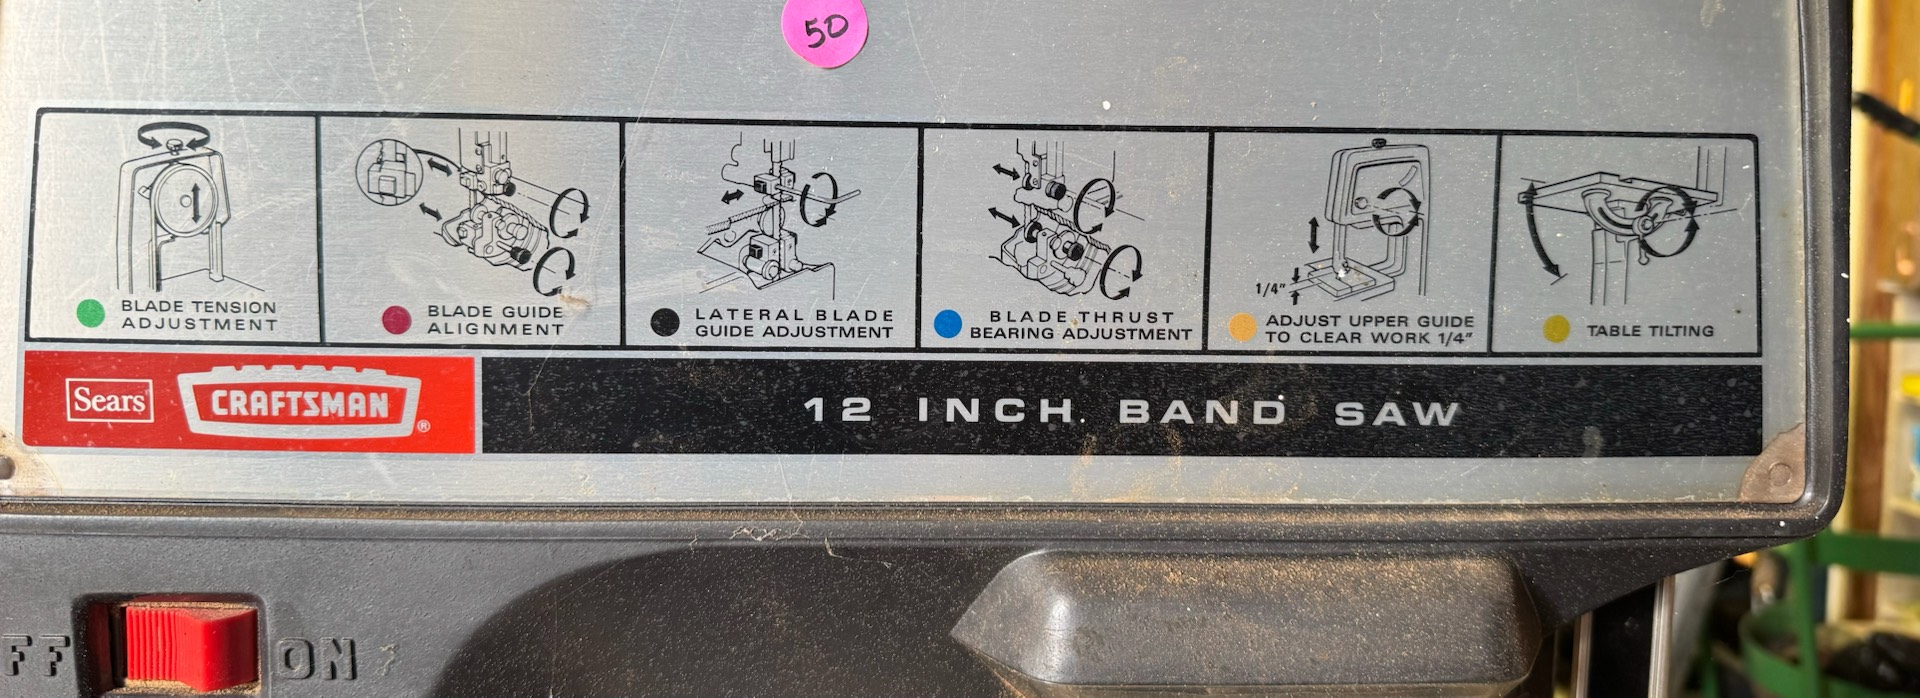 50
BLADE TENSION
ADJUSTMENT
BLADE GUIDE
ALIGNMENT
LATERAL BLADE
GUIDE ADJUSTMENT
BLADE THRUST
BEARING ADJUSTMENT
1/4"
ADJUST UPPER GUIDE
TO CLEAR WORK 1/4"
TABLE TILTING
Sears
CRAFTSMAN®
12 INCH BAND SAW
FF
ON